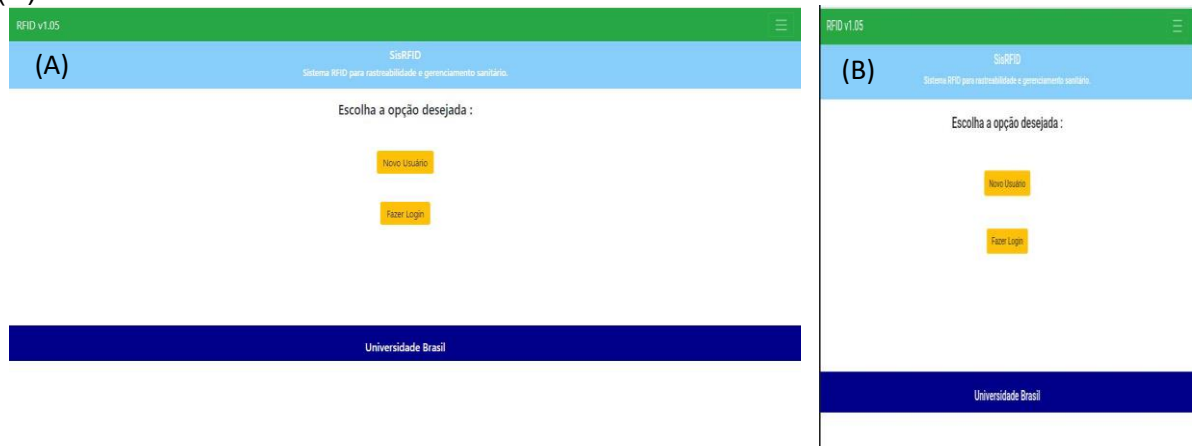 RFID v1.05
(A)
SisRFID
Sistema RFID para rastreabilidade e gerenciamento sanitário.
Escolha a opção desejada :
Novo Usuário
Fazer Login
Universidade Brasil
RFID v1.05
(B)
SisRFID
Sistema RFID para rastreabilidade e gerenciamento sanitário.
Escolha a opção desejada :
Novo Usuário
Fazer Login
Universidade Brasil